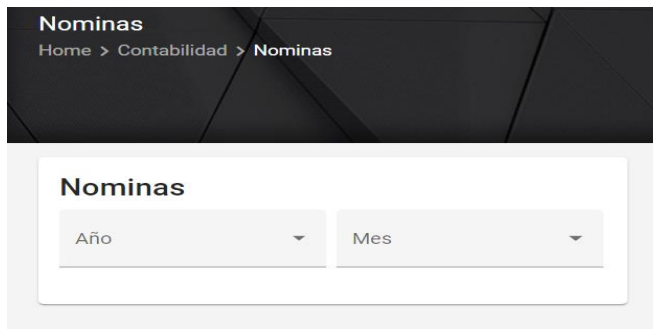 Nominas
Home > Contabilidad > Nominas
Nominas
Año
Mes